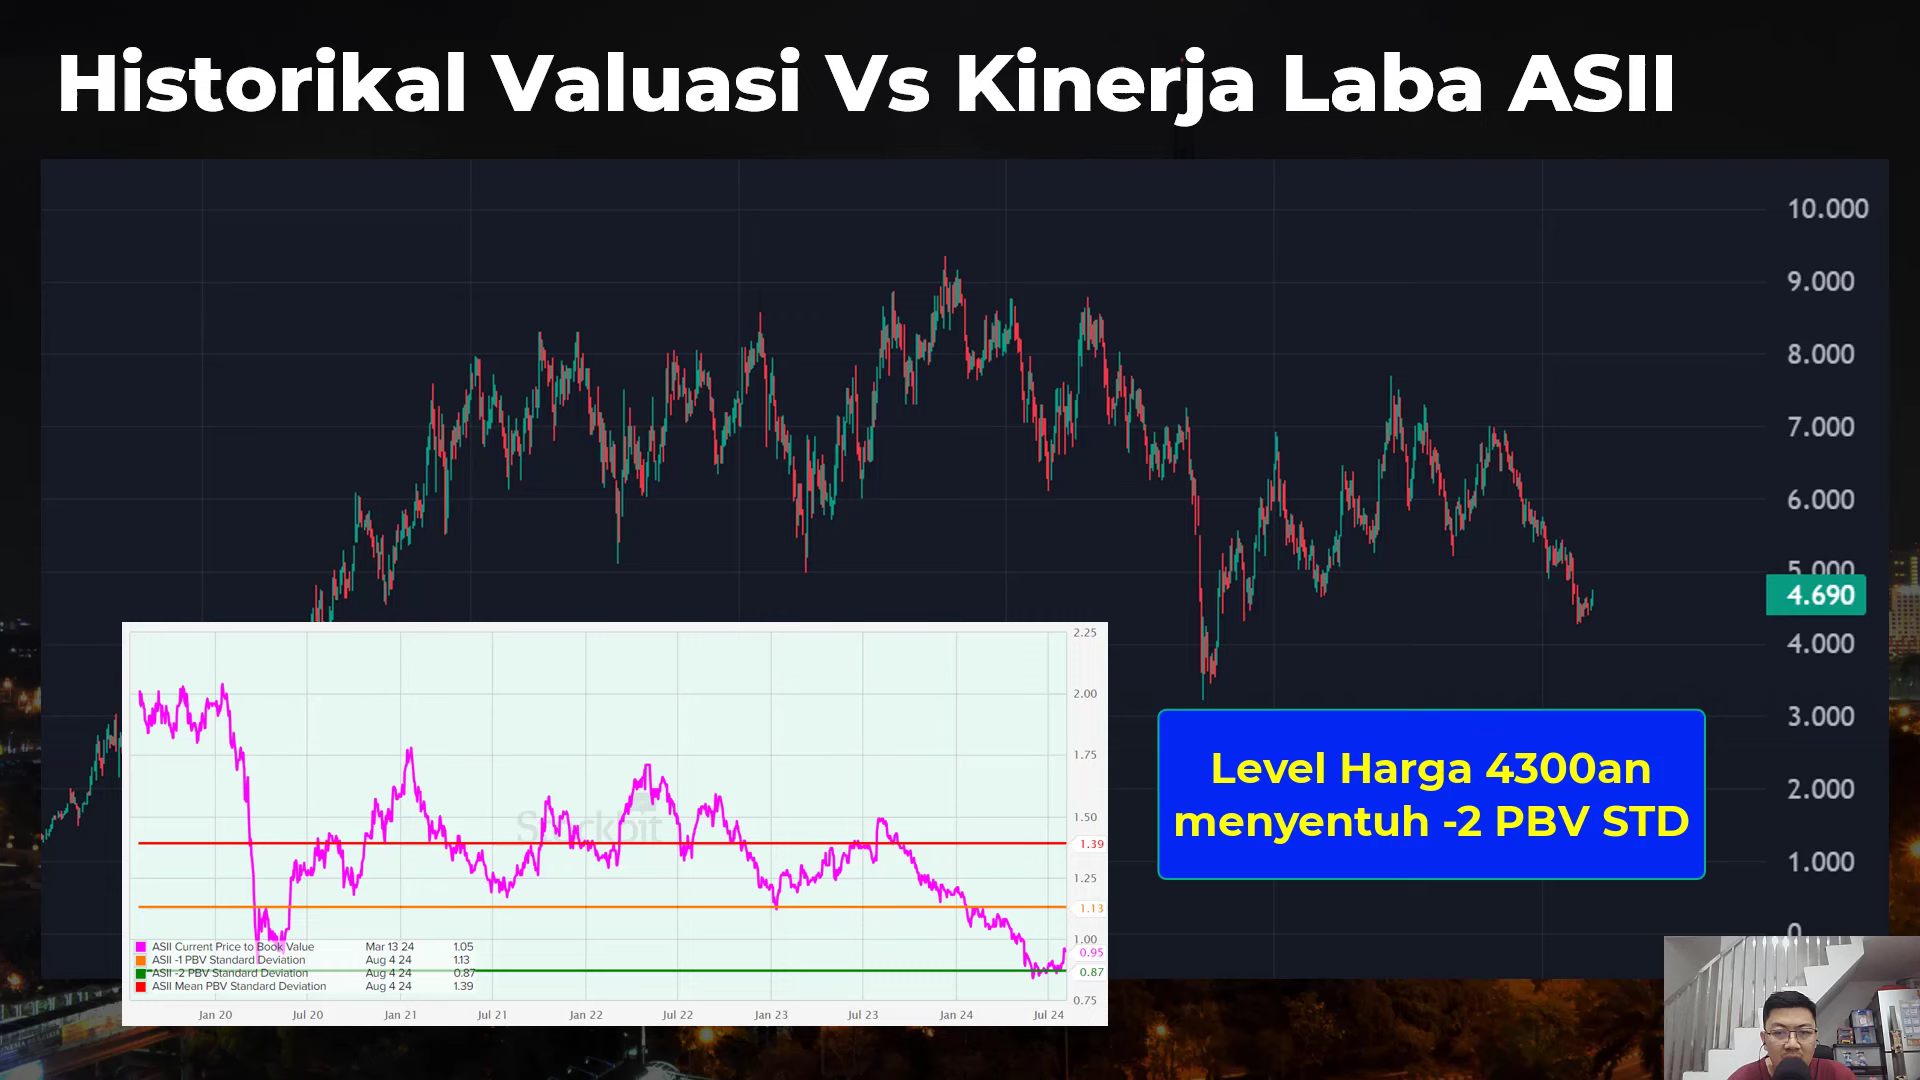 Historikal Valuasi Vs Kinerja Laba ASII
10.000
9.000
8.000
7.000
6.000
5.000
4.690
4.000
3.000
2.000
1.000
0
Level Harga 4300an
menyentuh -2 PBV STD
2.25
2.00
1.75
1.50
1.39
1.25
1.13
1.00
0.95
0.87
0.75
Stockbit
ASII Current Price to Book Value Mar 13 24 1.05
ASII -1 PBV Standard Deviation Aug 4 24 1.13
ASII -2 PBV Standard Deviation Aug 4 24 0.87
ASII Mean PBV Standard Deviation Aug 4 24 1.39
Jan 20 Jul 20 Jan 21 Jul 21 Jan 22 Jul 22 Jan 23 Jul 23 Jan 24 Jul 24